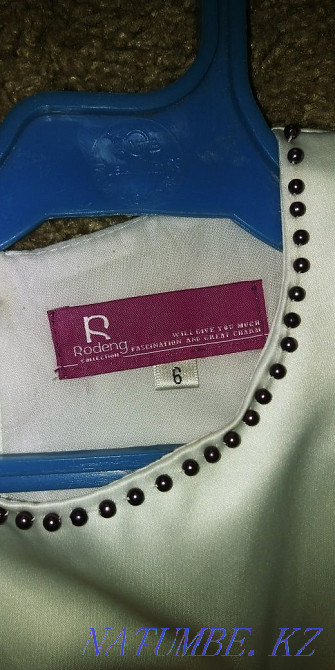 R
WILL GIVE YOU MUCH
Rodeng FASCINATION AND GREAT CHARM
COLLECTION
6
NATUMBE.KZ